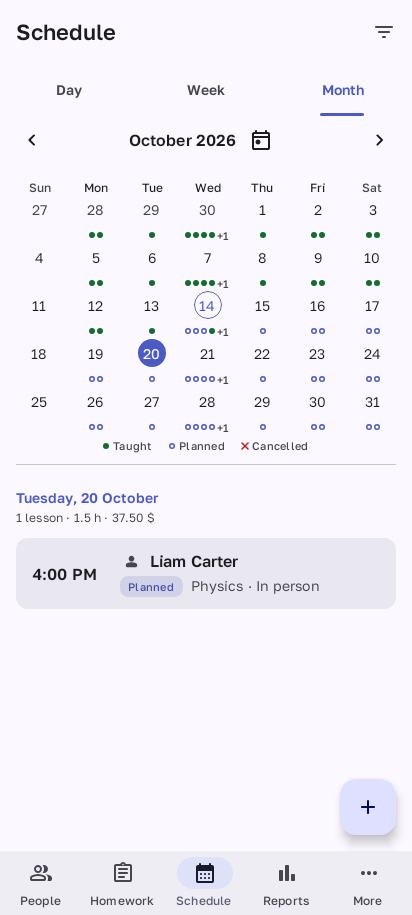 Schedule
Day Week Month
October 2026
Sun Mon Tue Wed Thu Fri Sat
27 28 29 30 1 2 3
+1
4 5 6 7 8 9 10
+1
11 12 13 14 15 16 17
+1
18 19 20 21 22 23 24
+1
25 26 27 28 29 30 31
+1
Taught Planned Cancelled
Tuesday, 20 October
1 lesson · 1.5 h · 37.50 $
4:00 PM
Liam Carter
Planned Physics · In person
People Homework Schedule Reports More